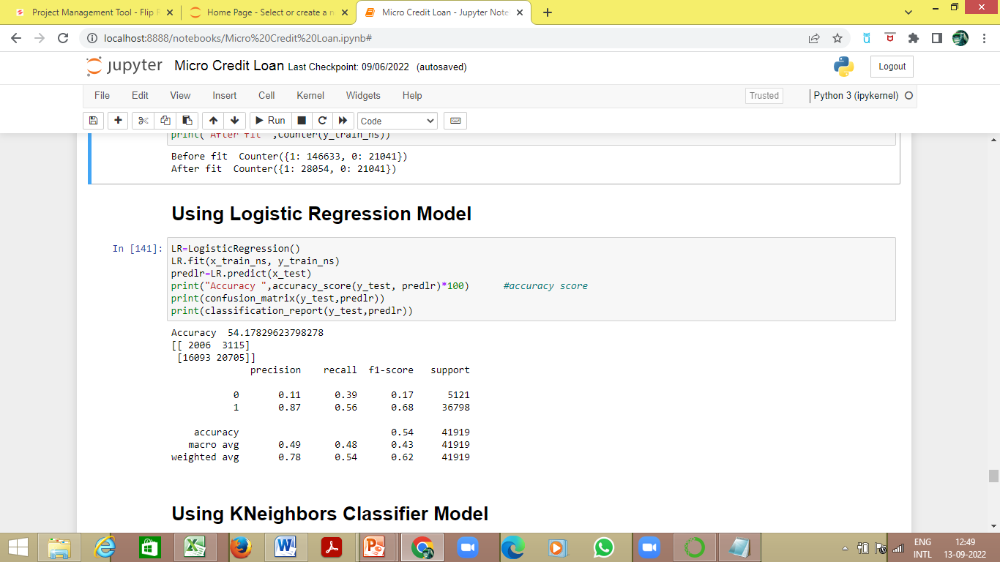 Project Management Tool - Flip R
Home Page - Select or create a n
Micro Credit Loan - Jupyter Note
localhost:8888/notebooks/Micro%20Credit%20Loan.ipynb#
jupyter Micro Credit Loan Last Checkpoint: 09/06/2022 (autosaved)
Logout
File Edit View Insert Cell Kernel Widgets Help
Trusted
Python 3 (ipykernel)
Run
Code
print("After fit ",Counter(y_train_ns))
Before fit  Counter({1: 146633, 0: 21041})
After fit  Counter({1: 28054, 0: 21041})
Using Logistic Regression Model
In [141]:
LR=LogisticRegression()
LR.fit(x_train_ns, y_train_ns)
predlr=LR.predict(x_test)
print("Accuracy ",accuracy_score(y_test, predlr)*100)      #accuracy score
print(confusion_matrix(y_test,predlr))
print(classification_report(y_test,predlr))
Accuracy  54.17829623798278
[[ 2006  3115]
 [16093 20705]]
              precision    recall  f1-score   support
           0       0.11      0.39      0.17      5121
           1       0.87      0.56      0.68     36798
    accuracy                           0.54     41919
   macro avg       0.49      0.48      0.43     41919
weighted avg       0.78      0.54      0.62     41919
Using KNeighbors Classifier Model
ENG
INTL
12:49
13-09-2022